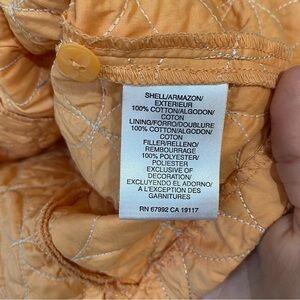 SHELL/ARMAZON/
EXTERIEUR
100% COTTON/ALGODON/
COTON
LINING/FORRO/DOUBLURE
100% COTTON/ALGODON/
COTON
FILLER/RELLENO/
REMBOURRAGE
100% POLYESTER/
POLIESTER
EXCLUSIVE OF
DECORATION/
EXCLUYENDO EL ADORNO/
A L'EXCEPTION DES
GARNITURES
RN 67992 CA 19117